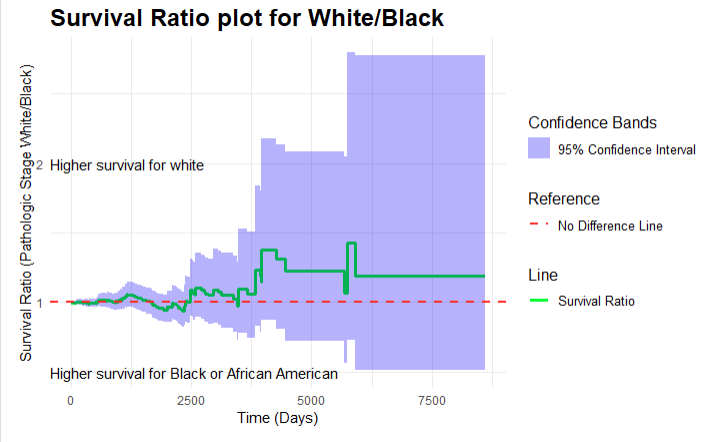 Survival Ratio plot for White/Black
Survival Ratio (Pathologic Stage White/Black)
2
1
Higher survival for white
Higher survival for Black or African American
0
2500
5000
7500
Time (Days)
Confidence Bands
95% Confidence Interval
Reference
No Difference Line
Line
Survival Ratio